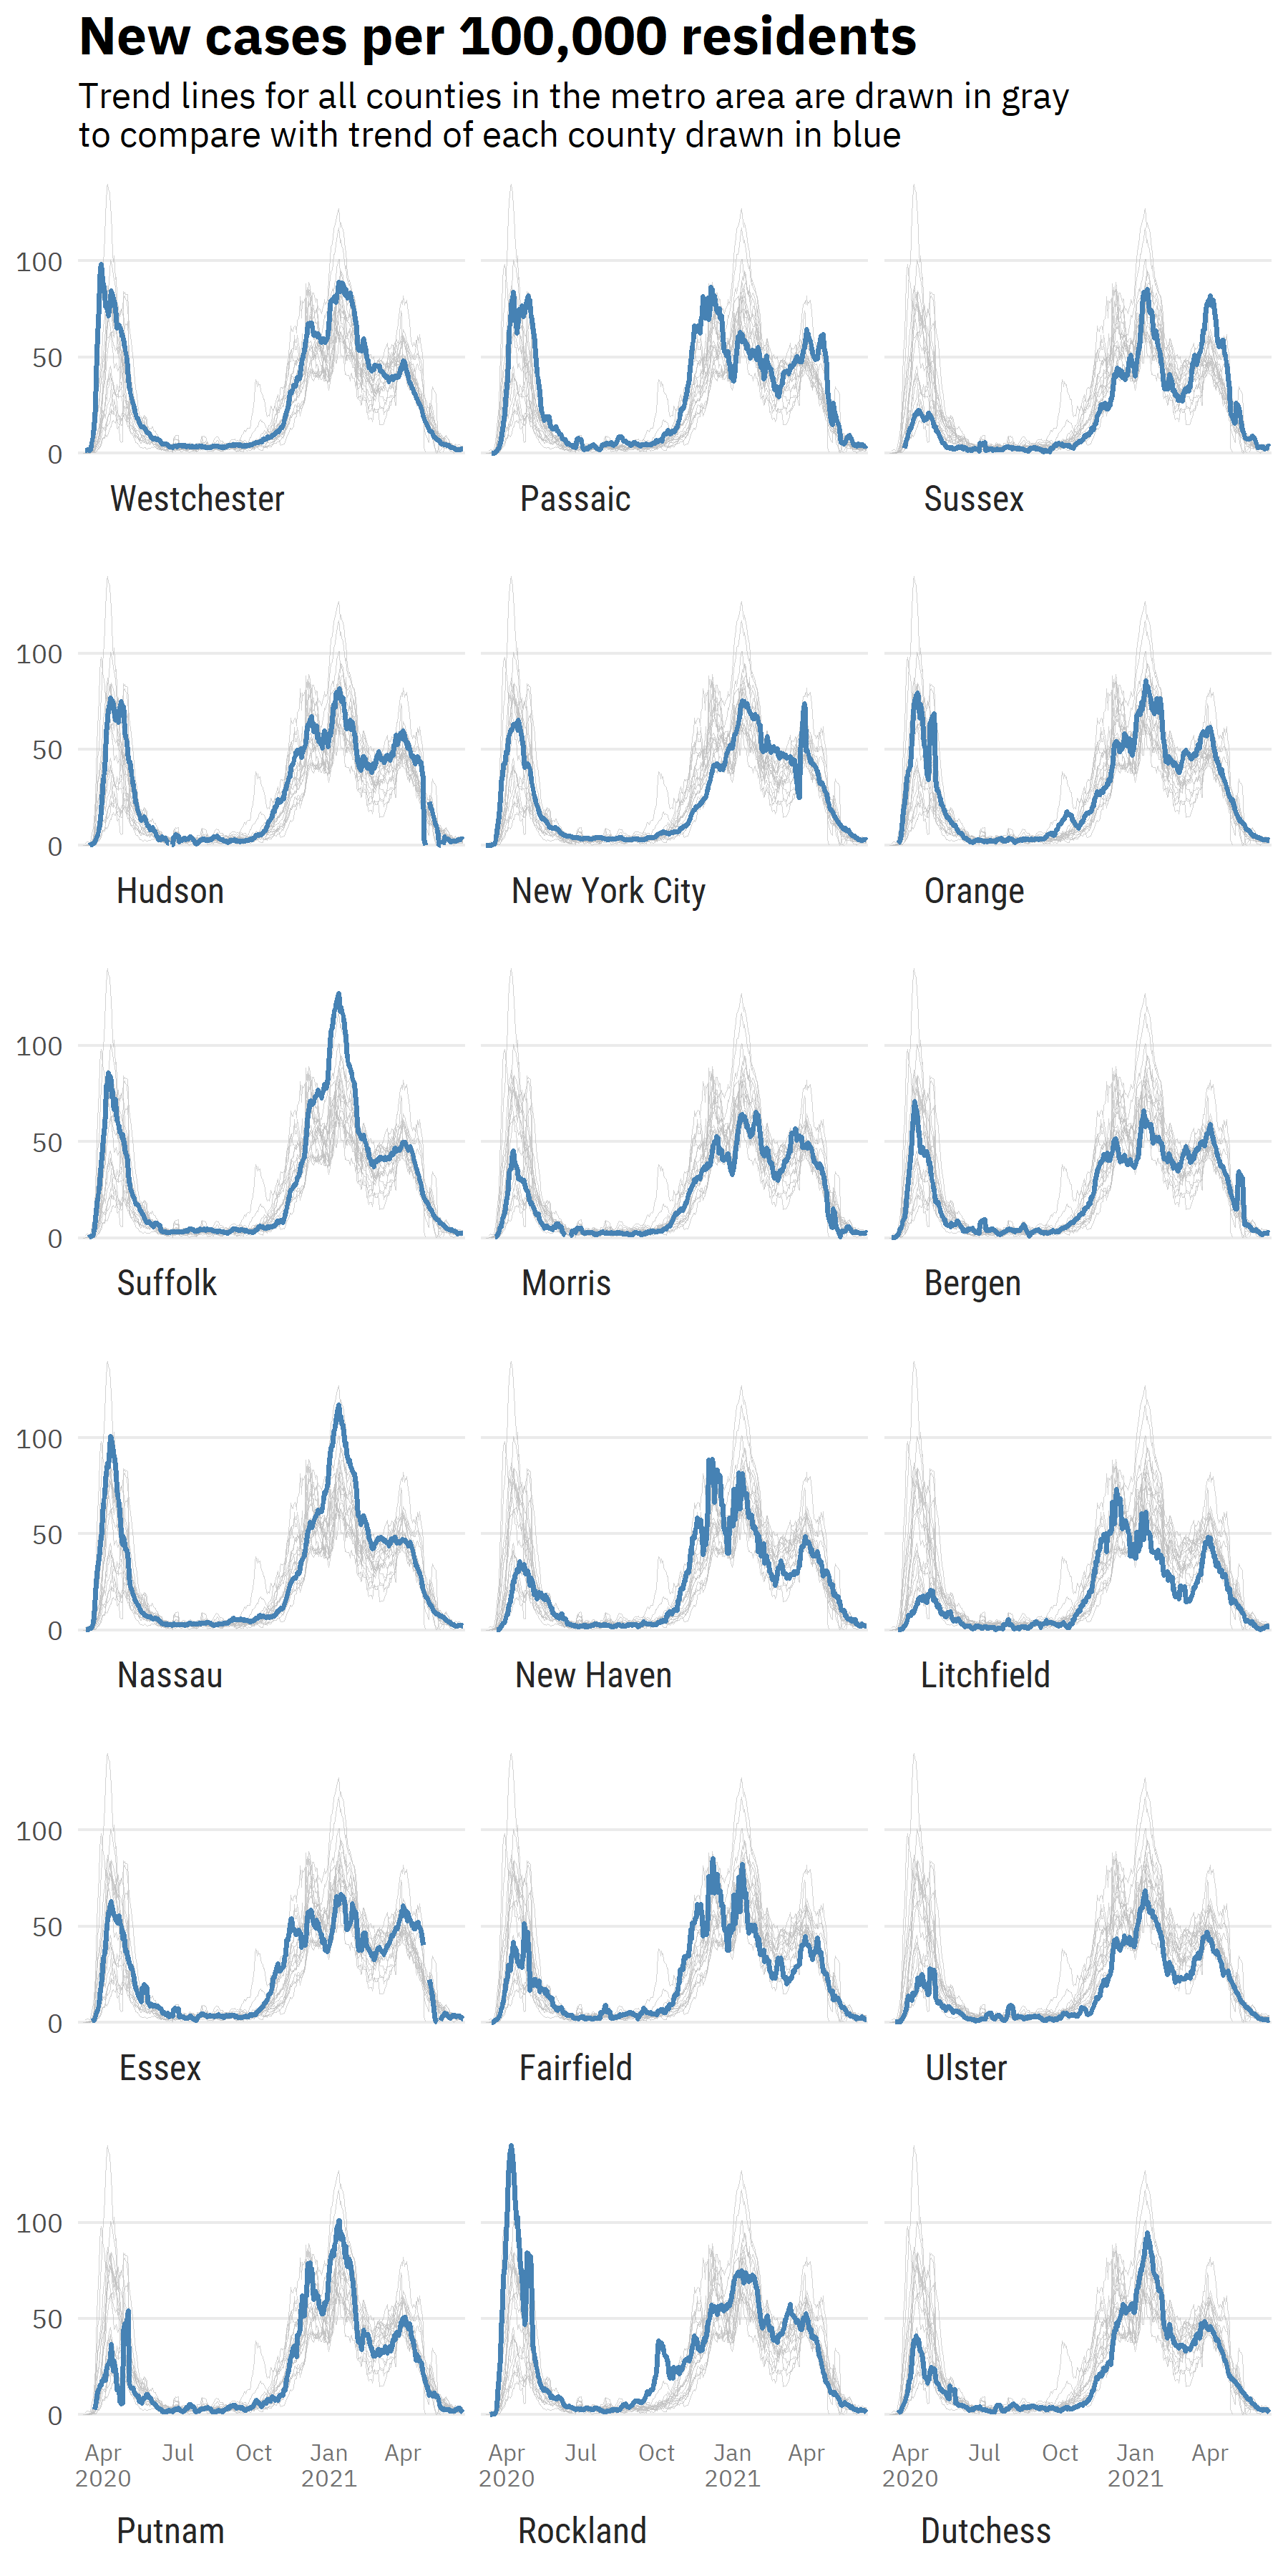 New cases per 100,000 residents
Trend lines for all counties in the metro area are drawn in gray
to compare with trend of each county drawn in blue
100
50
0
Westchester Passaic Sussex
100
50
0
Hudson New York City Orange
100
50
0
Suffolk Morris Bergen
100
50
0
Nassau New Haven Litchfield
100
50
0
Essex Fairfield Ulster
100
50
0
Apr Jul Oct Jan Apr Apr Jul Oct Jan Apr Apr Jul Oct Jan Apr
2020 2021 2020 2021 2020 2021
Putnam Rockland Dutchess